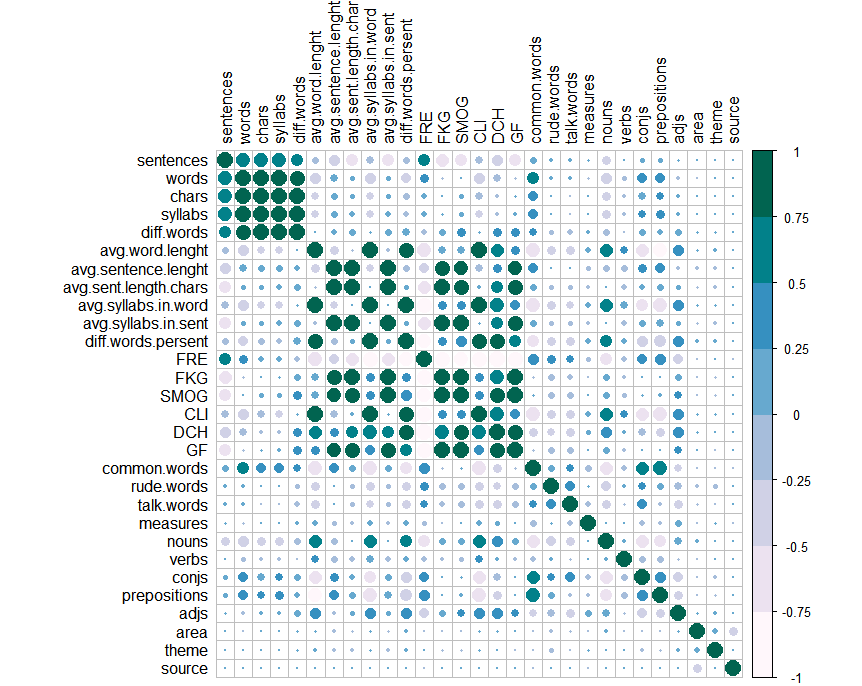 sentences
words
chars
syllabs
diff.words
avg.word.lenght
avg.sentence.lenght
avg.sent.length.chars
avg.syllabs.in.word
avg.syllabs.in.sent
diff.words.persent
FRE
FKG
SMOG
CLI
DCH
GF
common.words
rude.words
talk.words
measures
nouns
verbs
conjs
prepositions
adjs
area
theme
source
sentences
words
chars
syllabs
diff.words
avg.word.lenght
avg.sentence.lenght
avg.sent.length.chars
avg.syllabs.in.word
avg.syllabs.in.sent
diff.words.persent
FRE
FKG
SMOG
CLI
DCH
GF
common.words
rude.words
talk.words
measures
nouns
verbs
conjs
prepositions
adjs
area
theme
source
1
0.75
0.5
0.25
0
-0.25
-0.5
-0.75
-1